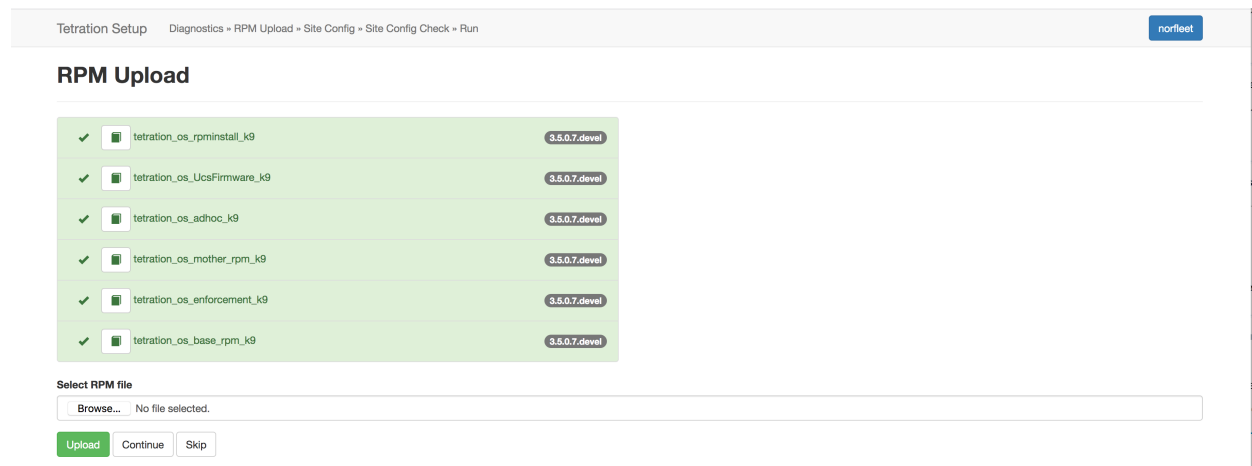 Tetration Setup Diagnostics » RPM Upload » Site Config » Site Config Check » Run norfleet
RPM Upload
tetration_os_rpminstall_k9 3.5.0.7.devel
tetration_os_UcsFirmware_k9 3.5.0.7.devel
tetration_os_adhoc_k9 3.5.0.7.devel
tetration_os_mother_rpm_k9 3.5.0.7.devel
tetration_os_enforcement_k9 3.5.0.7.devel
tetration_os_base_rpm_k9 3.5.0.7.devel
Select RPM file
Browse... No file selected.
Upload Continue Skip